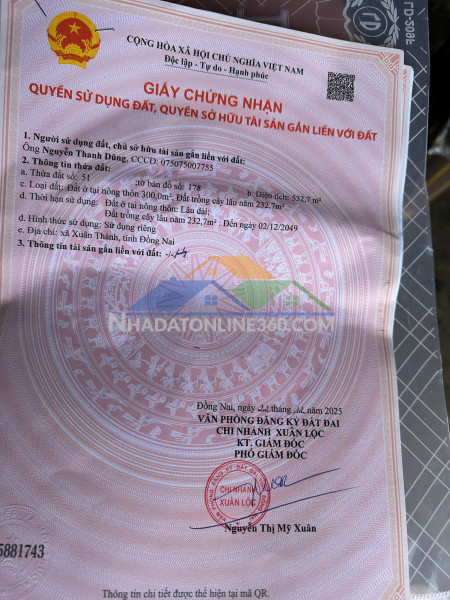 CỘNG HÒA XÃ HỘI CHỦ NGHĨA VIỆT NAM
Độc lập - Tự do - Hạnh phúc
GIẤY CHỨNG NHẬN
QUYỀN SỬ DỤNG ĐẤT, QUYỀN SỞ HỮU TÀI SẢN GẮN LIỀN VỚI ĐẤT
1. Người sử dụng đất, chủ sở hữu tài sản gắn liền với đất:
Ông Nguyễn Thanh Dũng, CCCD: 075075007755
2. Thông tin thửa đất:
a. Thửa đất số: 51 ;tờ bản đồ số: 178 b. Diện tích: 532,7 m²
c. Loại đất: Đất ở tại nông thôn 300,0m², Đất trồng cây lâu năm 232,7m²
d. Thời hạn sử dụng: Đất ở tại nông thôn: Lâu dài;
Đất trồng cây lâu năm 232,7m² : Đến ngày 02/12/2049
đ. Hình thức sử dụng: Sử dụng riêng
e. Địa chỉ: xã Xuân Thành, tỉnh Đồng Nai
3. Thông tin tài sản gắn liền với đất: -/-
NHADATONLINE360.COM
Đồng Nai, ngày 22 tháng, năm 2025
VĂN PHÒNG ĐĂNG KÝ ĐẤT ĐAI
CHI NHÁNH XUÂN LỘC
KT. GIÁM ĐỐC
PHÓ GIÁM ĐỐC
CHI NHÁNH
XUÂN LỘC
Nguyễn Thị Mỹ Xuân
5881743
Thông tin chi tiết được thể hiện tại mã QR.